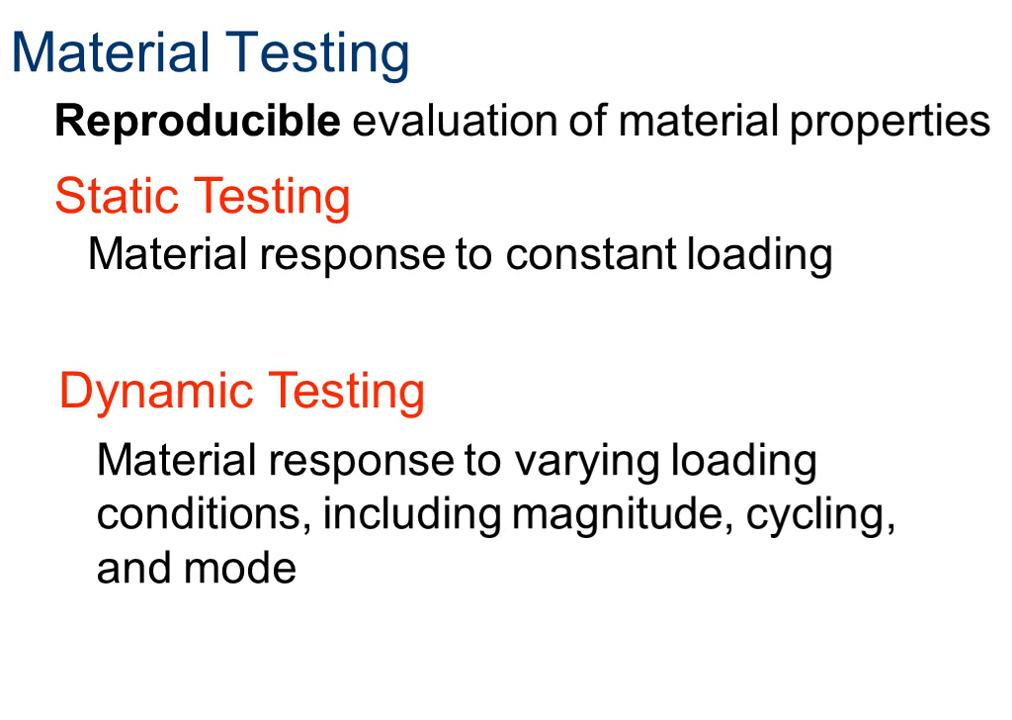 Material Testing
Reproducible evaluation of material properties
Static Testing
Material response to constant loading
Dynamic Testing
Material response to varying loading
conditions, including magnitude, cycling,
and mode